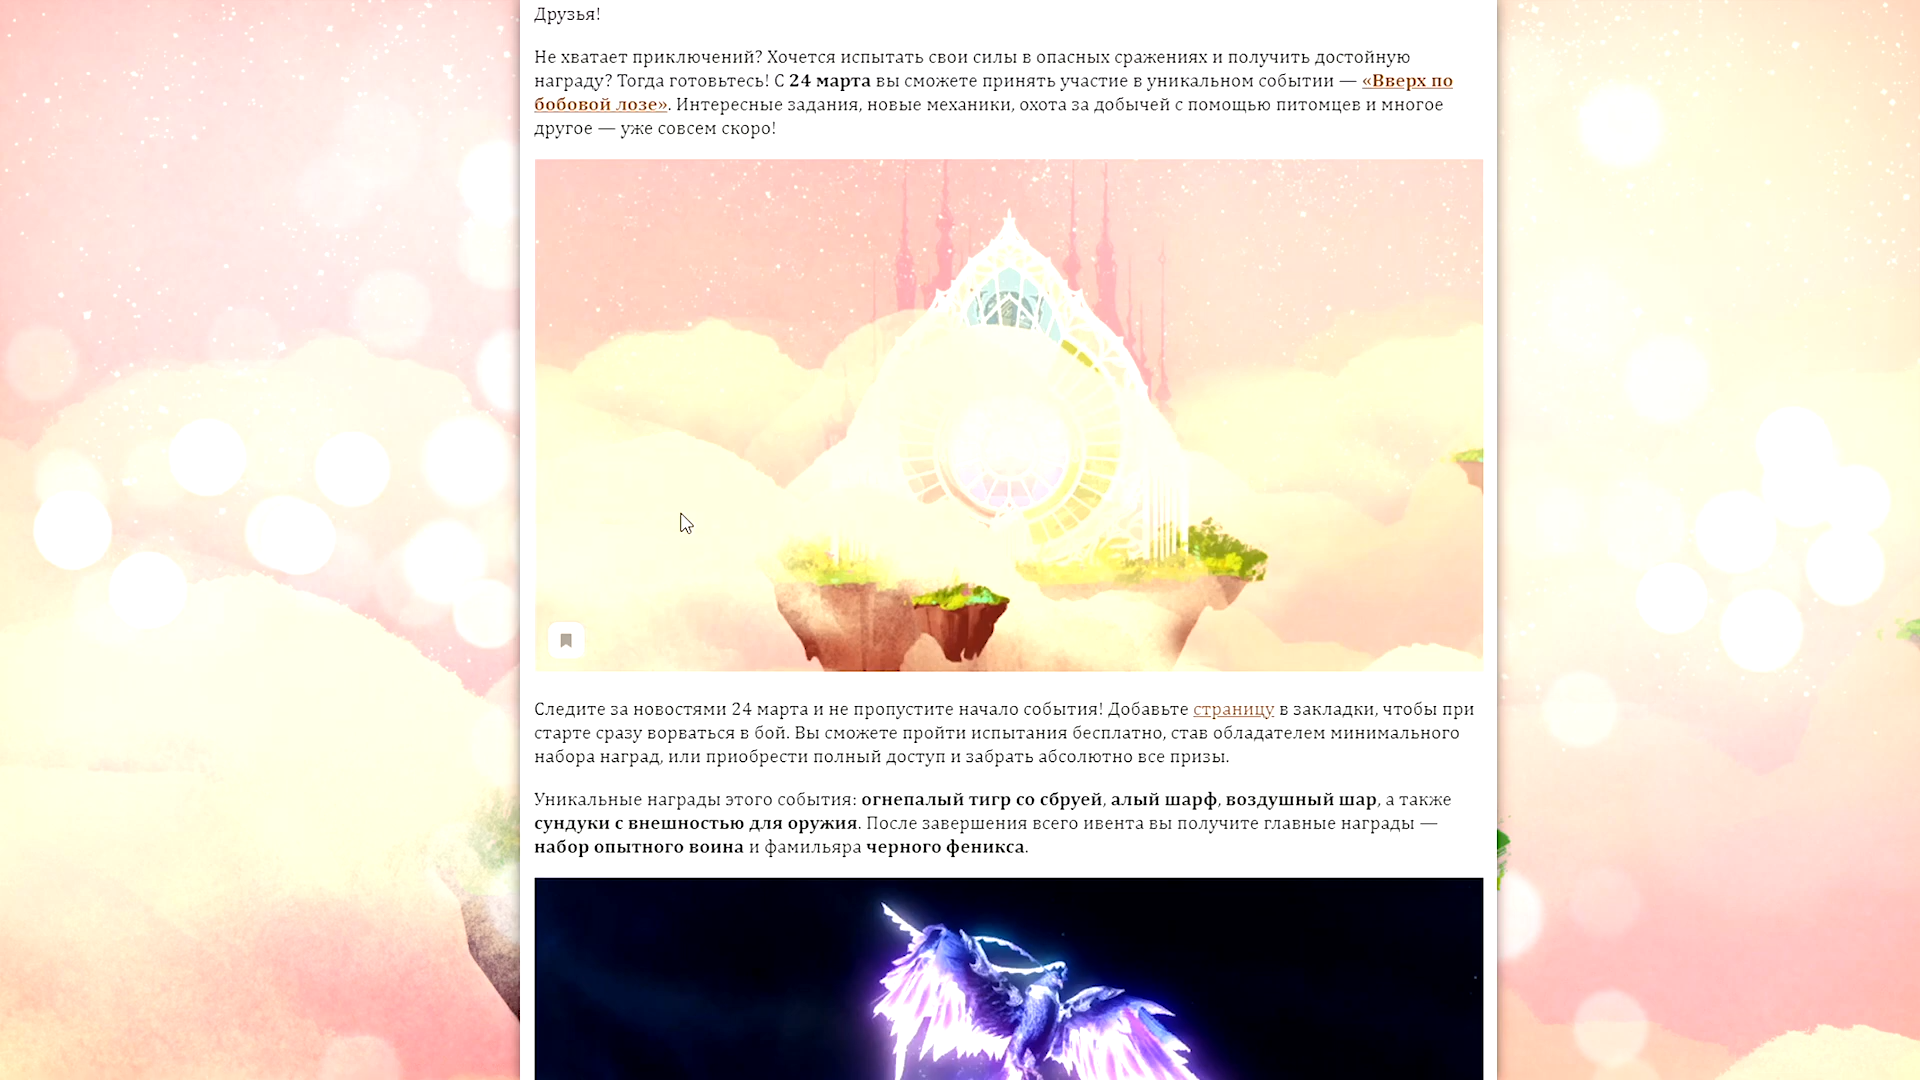 Друзья!
Не хватает приключений? Хочется испытать свои силы в опасных сражениях и получить достойную
награду? Тогда готовьтесь! С 24 марта вы сможете принять участие в уникальном событии — «Вверх по
бобовой лозе». Интересные задания, новые механики, охота за добычей с помощью питомцев и многое
другое — уже совсем скоро!
Следите за новостями 24 марта и не пропустите начало события! Добавьте страницу в закладки, чтобы при
старте сразу ворваться в бой. Вы сможете пройти испытания бесплатно, став обладателем минимального
набора наград, или приобрести полный доступ и забрать абсолютно все призы.
Уникальные награды этого события: огнепалый тигр со сбруей, алый шарф, воздушный шар, а также
сундуки с внешностью для оружия. После завершения всего ивента вы получите главные награды —
набор опытного воина и фамильяра черного феникса.